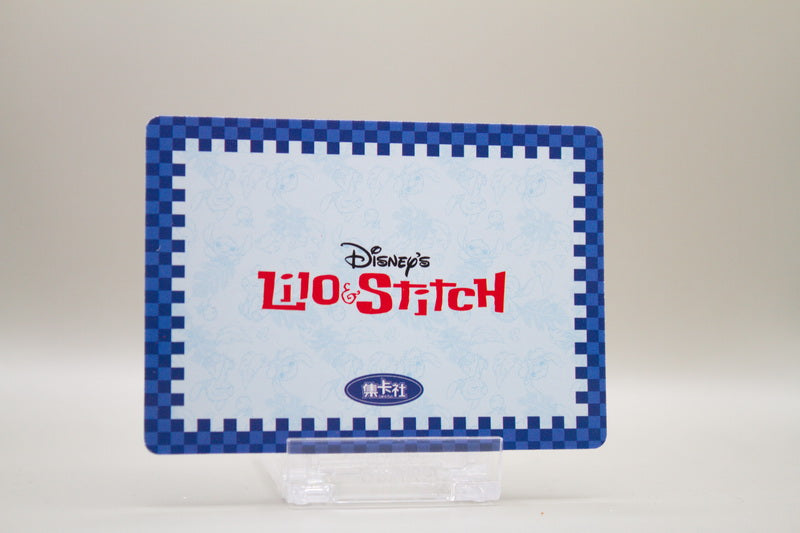 Disney's
Lilo & Stitch
集卡社